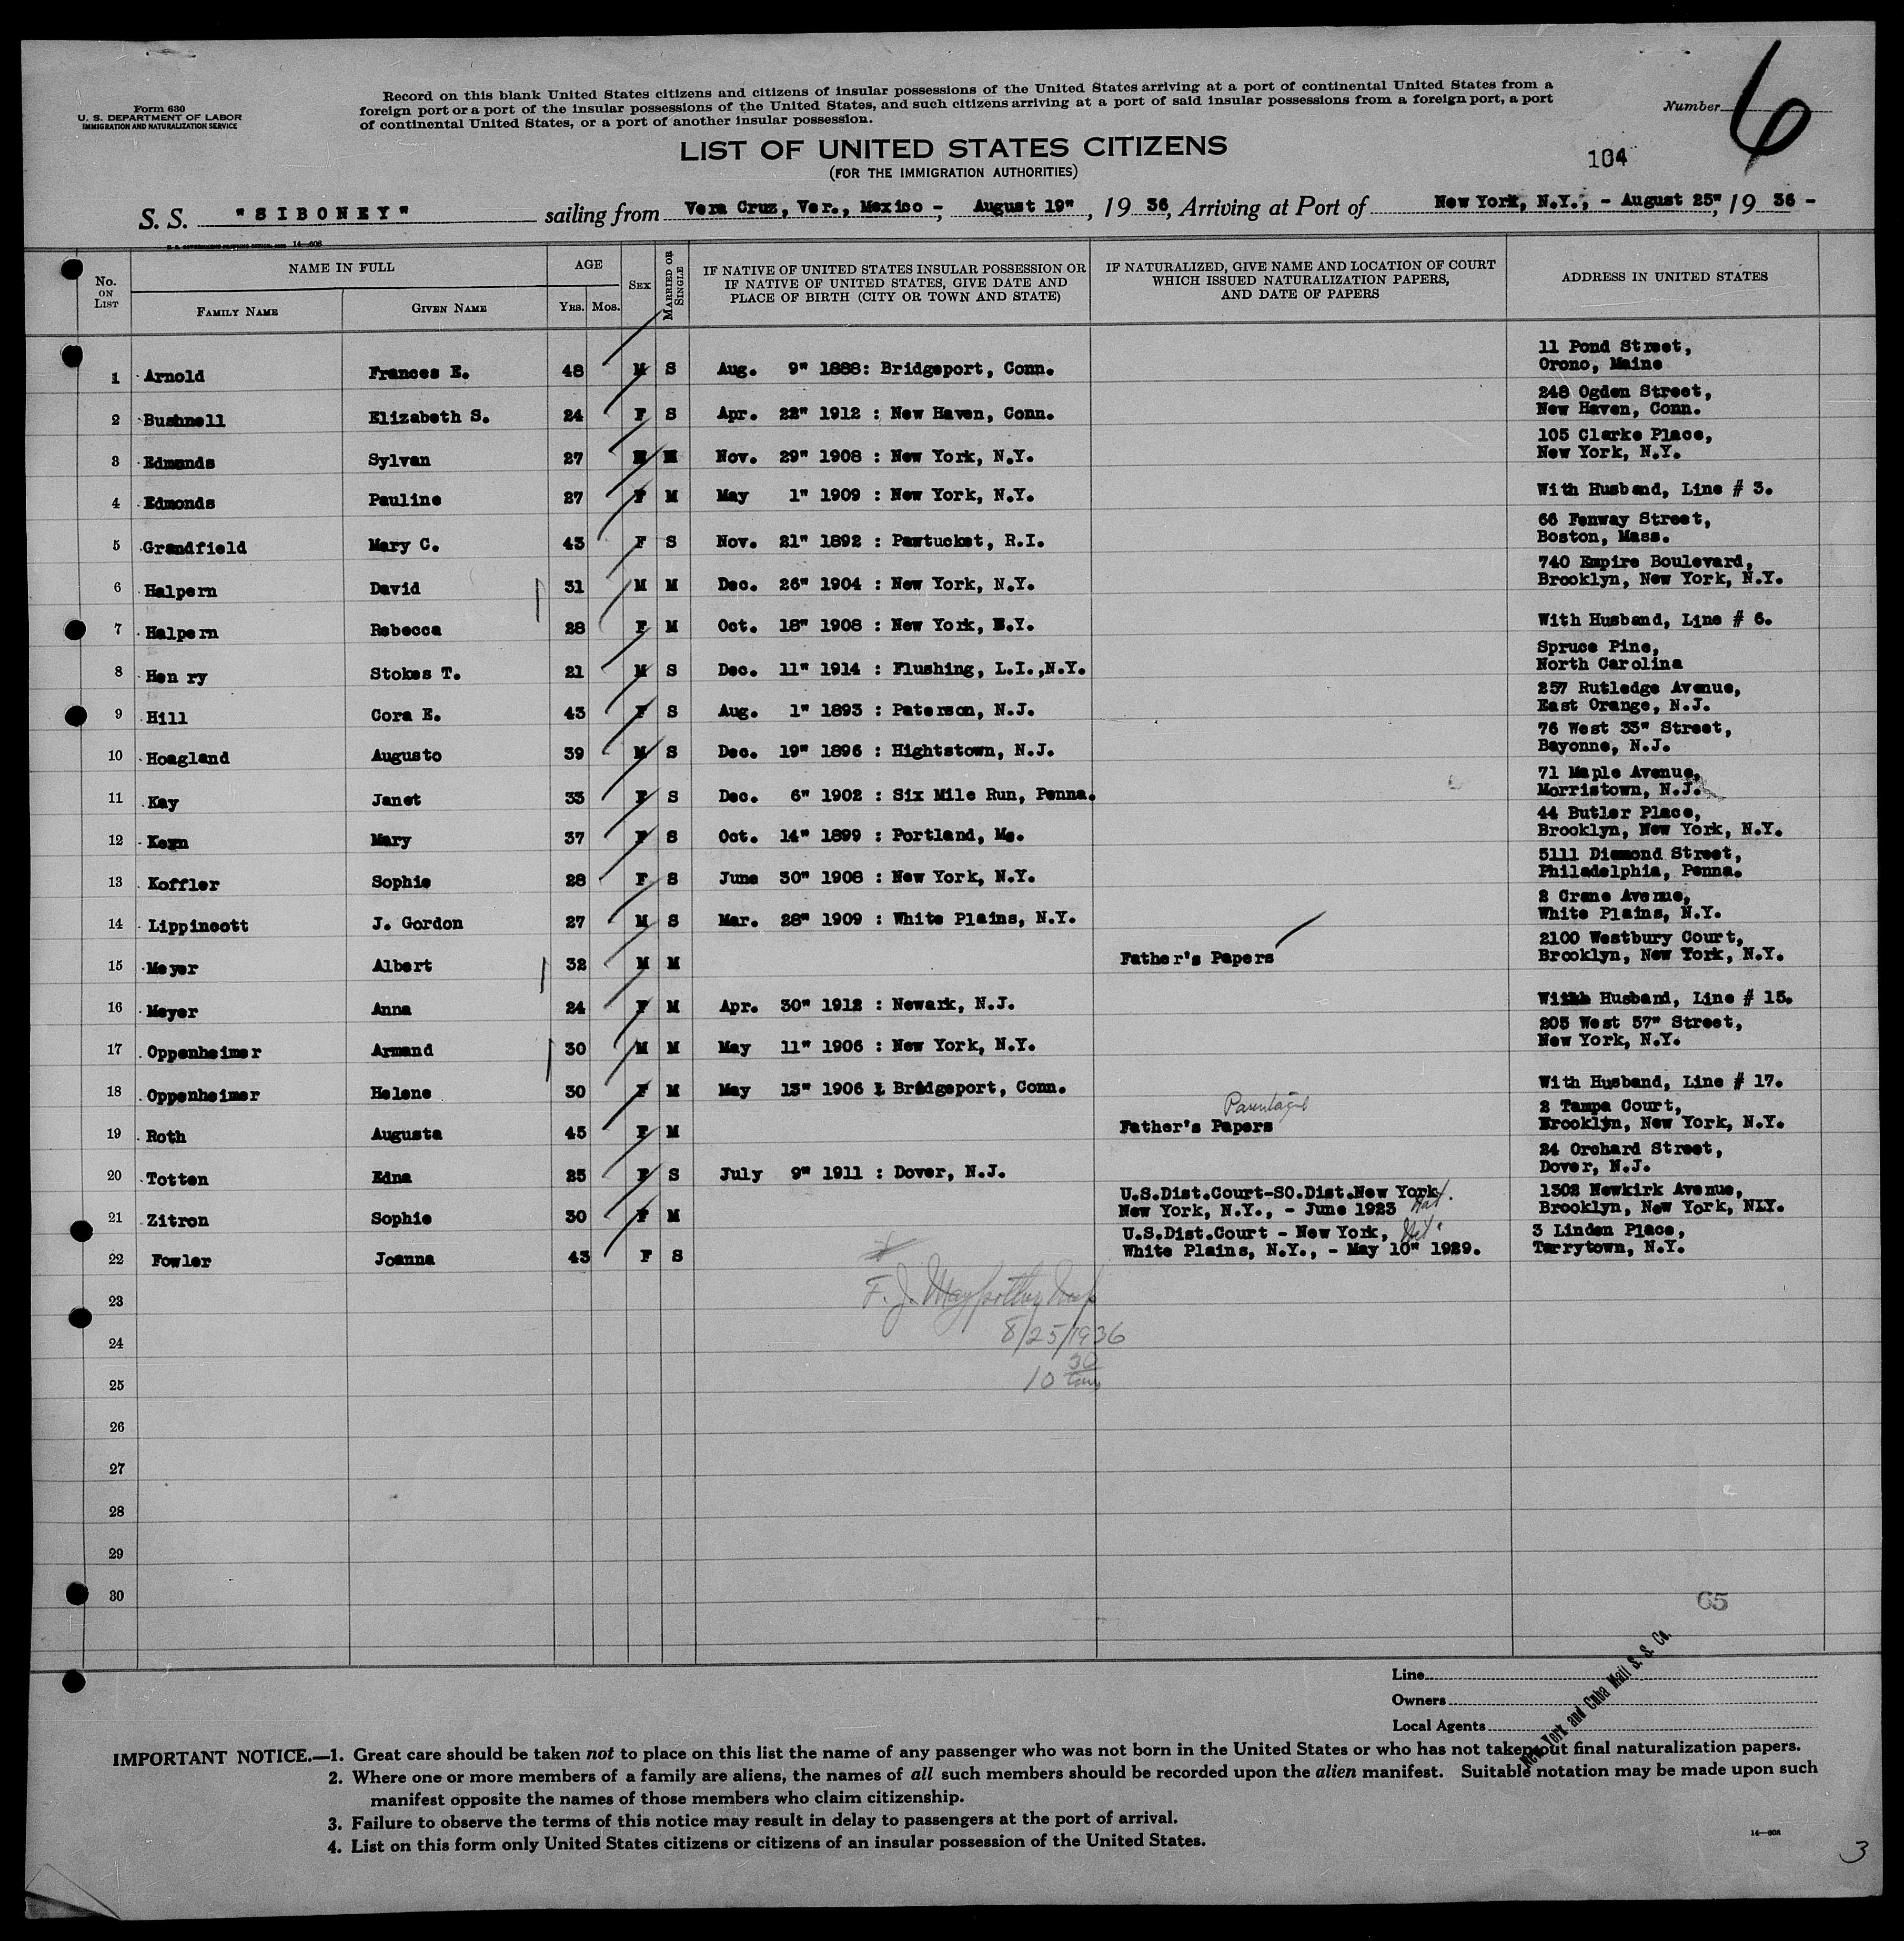 Form 630
U. S. DEPARTMENT OF LABOR
IMMIGRATION AND NATURALIZATION SERVICE
Record on this blank United States citizens and citizens of insular possessions of the United States arriving at a port of continental United States from a
foreign port or a port of the insular possessions of the United States, and such citizens arriving at a port of said insular possessions from a foreign port, a port
of continental United States, or a port of another insular possession.
Number 6
LIST OF UNITED STATES CITIZENS
(FOR THE IMMIGRATION AUTHORITIES)
104
S. S. "SIBONEY" sailing from Vera Cruz, Ver., Mexico -, August 19", 1936, Arriving at Port of New York, N.Y., - August 25", 1936 -
14—608
No. ON LIST
NAME IN FULL
FAMILY NAME
GIVEN NAME
AGE
YRS. MOS.
SEX
MARRIED OR SINGLE
IF NATIVE OF UNITED STATES INSULAR POSSESSION OR
IF NATIVE OF UNITED STATES, GIVE DATE AND
PLACE OF BIRTH (CITY OR TOWN AND STATE)
IF NATURALIZED, GIVE NAME AND LOCATION OF COURT
WHICH ISSUED NATURALIZATION PAPERS,
AND DATE OF PAPERS
ADDRESS IN UNITED STATES
11 Pond Street,
1 Arnold Frances E. 48 M S Aug. 9" 1888: Bridgeport, Conn. Orono, Maine
248 Ogden Street,
2 Bushnell Elizabeth S. 24 F S Apr. 22" 1912 : New Haven, Conn. New Haven, Conn.
105 Clarke Place,
3 Edmunds Sylvan 27 M M Nov. 29" 1908 : New York, N.Y. New York, N.Y.
4 Edmonds Pauline 27 F M May 1" 1909 : New York, N.Y. With Husband, Line # 3.
66 Fenway Street,
5 Grandfield Mary C. 43 F S Nov. 21" 1892 : Pawtucket, R.I. Boston, Mass.
740 Empire Boulevard,
6 Halpern David 31 M M Dec. 26" 1904 : New York, N.Y. Brooklyn, New York, N.Y.
7 Halpern Rebecca 28 F M Oct. 18" 1908 : New York, N.Y. With Husband, Line # 6.
Spruce Pine,
8 Hen ry Stokes T. 21 M S Dec. 11" 1914 : Flushing, L.I.,N.Y. North Carolina
257 Rutledge Avenue,
9 Hill Cora E. 43 F S Aug. 1" 1893 : Paterson, N.J. East Orange, N.J.
76 West 33" Street,
10 Hoagland Augusto 39 M S Dec. 19" 1896 : Hightstown, N.J. Bayonne, N.J.
71 Maple Avenue,
11 Kay Janet 33 F S Dec. 6" 1902 : Six Mile Run, Penna. Morristown, N.J.
44 Butler Place,
12 Kern Mary 37 F S Oct. 14" 1899 : Portland, Me. Brooklyn, New York, N.Y.
5111 Diamond Street,
13 Koffler Sophie 28 F S June 30" 1908 : New York, N.Y. Philadelphia, Penna.
2 Crane Avenue,
14 Lippincott J. Gordon 27 M S Mar. 28" 1909 : White Plains, N.Y. White Plains, N.Y.
2100 Westbury Court,
15 Meyer Albert 32 M M Father's Papers Brooklyn, New York, N.Y.
16 Meyer Anna 24 F M Apr. 30" 1912 : Newark, N.J. With Husband, Line # 15.
205 West 57" Street,
17 Oppenheimer Armand 30 M M May 11" 1906 : New York, N.Y. New York, N.Y.
18 Oppenheimer Helene 30 F M May 13" 1906 : Bridgeport, Conn. With Husband, Line # 17.
Parentage 2 Tampa Court,
19 Roth Augusta 45 F M Father's Papers Brooklyn, New York, N.Y.
24 Orchard Street,
20 Totten Edna 25 F S July 9" 1911 : Dover, N.J. Dover, N.J.
U.S.Dist.Court-SO.Dist.New York. 1302 Newkirk Avenue,
21 Zitron Sophie 30 F M New York, N.Y., - June 1923 Nat. Brooklyn, New York, N.Y.
U.S.Dist.Court - New York, 3 Linden Place,
22 Fowler Joanna 43 F S White Plains, N.Y., - May 10" 1929. Tarrytown, N.Y.
23
F. J.
24
8/25/1936
25
10 30
26
27
28
29
30
65
Line
Owners
Local Agents
New York and Cuba Mail S. S. Co.
IMPORTANT NOTICE.—1. Great care should be taken not to place on this list the name of any passenger who was not born in the United States or who has not taken out final naturalization papers.
2. Where one or more members of a family are aliens, the names of all such members should be recorded upon the alien manifest. Suitable notation may be made upon such
manifest opposite the names of those members who claim citizenship.
3. Failure to observe the terms of this notice may result in delay to passengers at the port of arrival.
4. List on this form only United States citizens or citizens of an insular possession of the United States.
14—608
3